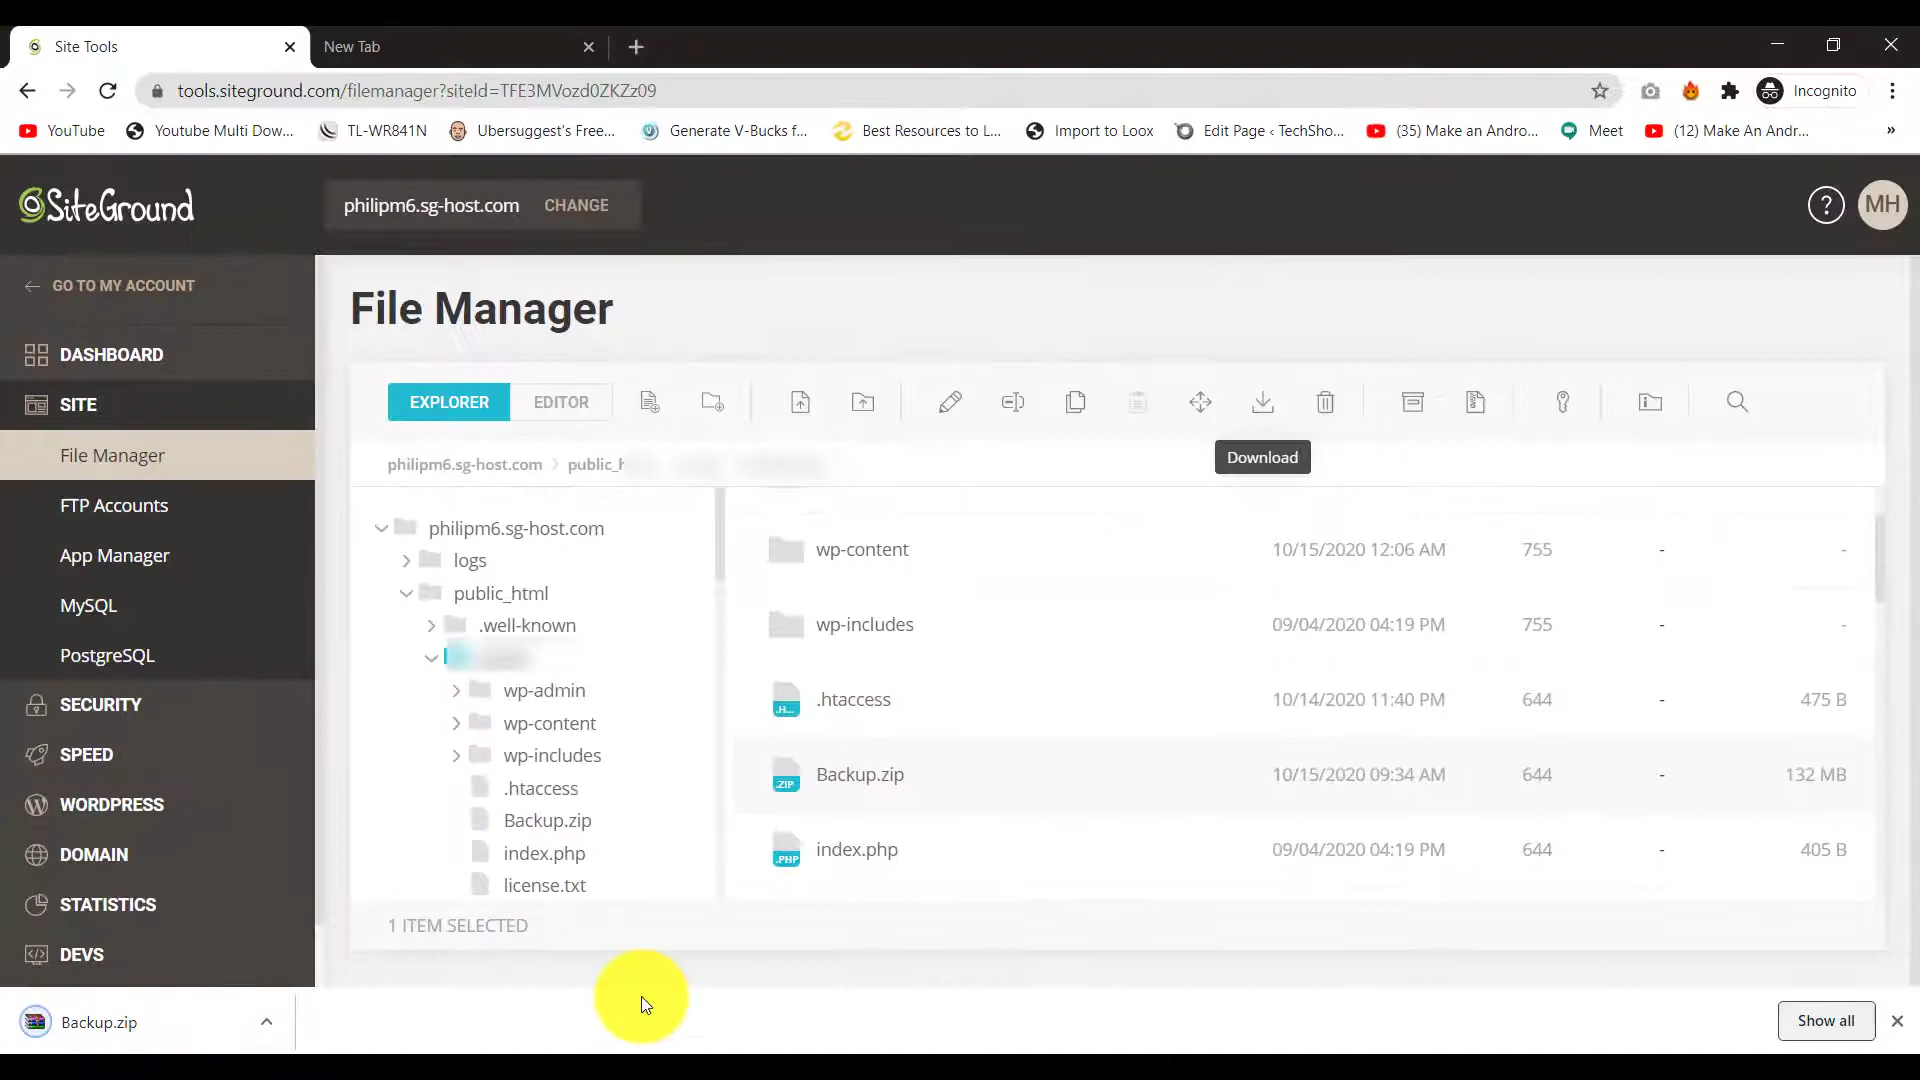 Site Tools
New Tab
tools.siteground.com/filemanager?siteId=TFE3MVozd0ZKZz09
Incognito
YouTube
Youtube Multi Dow...
TL-WR841N
Ubersuggest's Free...
Generate V-Bucks f...
Best Resources to L...
Import to Loox
Edit Page ‹ TechSho...
(35) Make an Andro...
Meet
(12) Make An Andr...
»
SiteGround
philipm6.sg-host.com CHANGE
?
MH
GO TO MY ACCOUNT
DASHBOARD
SITE
File Manager
FTP Accounts
App Manager
MySQL
PostgreSQL
SECURITY
SPEED
WORDPRESS
DOMAIN
STATISTICS
DEVS
File Manager
EXPLORER
EDITOR
Download
philipm6.sg-host.com › public_h
philipm6.sg-host.com
logs
public_html
.well-known
wp-admin
wp-content
wp-includes
.htaccess
Backup.zip
index.php
license.txt
wp-content 10/15/2020 12:06 AM 755 - -
wp-includes 09/04/2020 04:19 PM 755 - -
.H... .htaccess 10/14/2020 11:40 PM 644 - 475 B
.ZIP Backup.zip 10/15/2020 09:34 AM 644 - 132 MB
.PHP index.php 09/04/2020 04:19 PM 644 - 405 B
1 ITEM SELECTED
Backup.zip
Show all